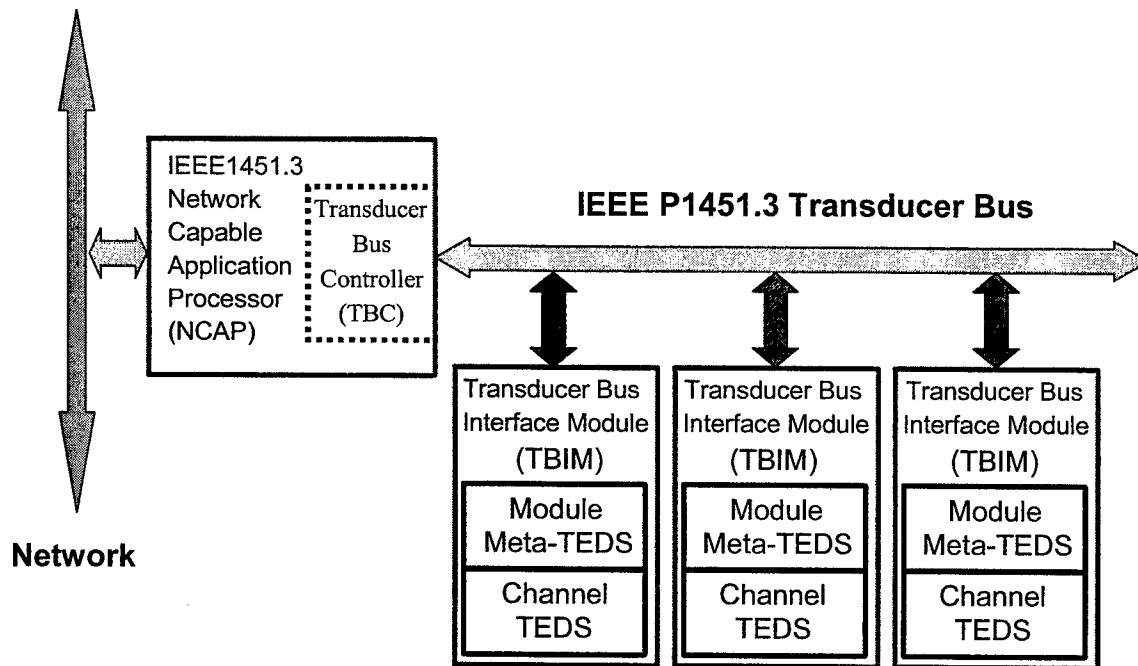 IEEE1451.3
Network
Capable
Application
Processor
(NCAP)
Transducer
Bus
Controller
(TBC)
IEEE P1451.3 Transducer Bus
Transducer Bus
Interface Module
(TBIM)
Module
Meta-TEDS
Channel
TEDS
Transducer Bus
Interface Module
(TBIM)
Module
Meta-TEDS
Channel
TEDS
Transducer Bus
Interface Module
(TBIM)
Module
Meta-TEDS
Channel
TEDS
Network